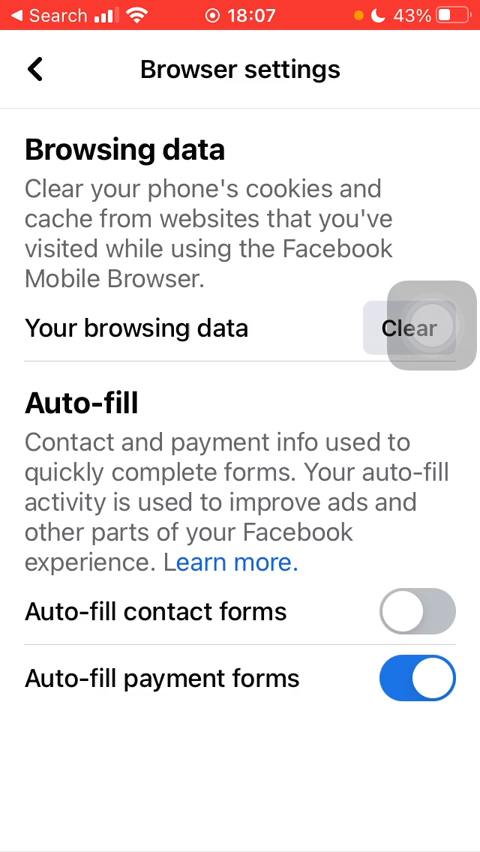 Search 18:07 43%
Browser settings
Browsing data
Clear your phone's cookies and
cache from websites that you've
visited while using the Facebook
Mobile Browser.
Your browsing data Clear
Auto-fill
Contact and payment info used to
quickly complete forms. Your auto-fill
activity is used to improve ads and
other parts of your Facebook
experience. Learn more.
Auto-fill contact forms
Auto-fill payment forms